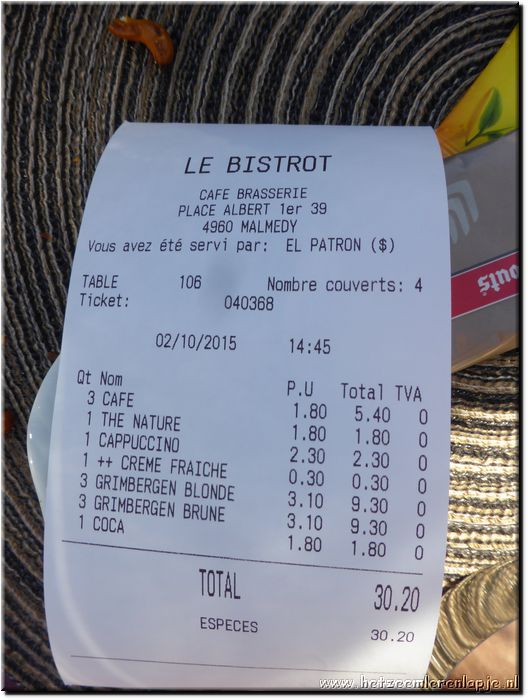 LE BISTROT
CAFE BRASSERIE
PLACE ALBERT 1er 39
4960 MALMEDY
Vous avez été servi par: EL PATRON ($)
TABLE 106 Nombre couverts: 4
Ticket: 040368
02/10/2015 14:45
Qt Nom P.U Total TVA
3 CAFE 1.80 5.40 0
1 THE NATURE 1.80 1.80 0
1 CAPPUCCINO 2.30 2.30 0
1 ++ CREME FRAICHE 0.30 0.30 0
3 GRIMBERGEN BLONDE 3.10 9.30 0
3 GRIMBERGEN BRUNE 3.10 9.30 0
1 COCA 1.80 1.80 0
TOTAL 30.20
ESPECES 30.20
outs
www.hetzeemlerenlapje.nl